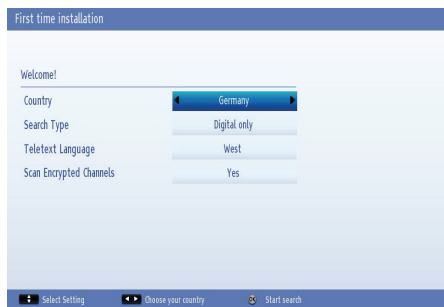 First time installation
Welcome!
Country Germany
Search Type Digital only
Teletext Language West
Scan Encrypted Channels Yes
Select Setting Choose your country OK Start search